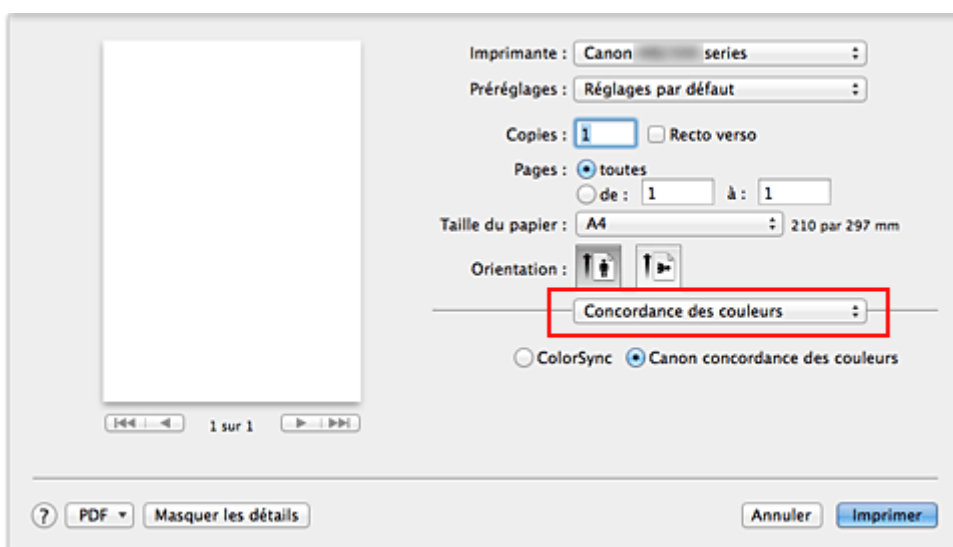 Imprimante : Canon series
Préréglages : Réglages par défaut
Copies : 1 Recto verso
Pages : toutes
de : 1 à : 1
Taille du papier : A4 210 par 297 mm
Orientation :
Concordance des couleurs
ColorSync Canon concordance des couleurs
1 sur 1
? PDF Masquer les détails Annuler Imprimer